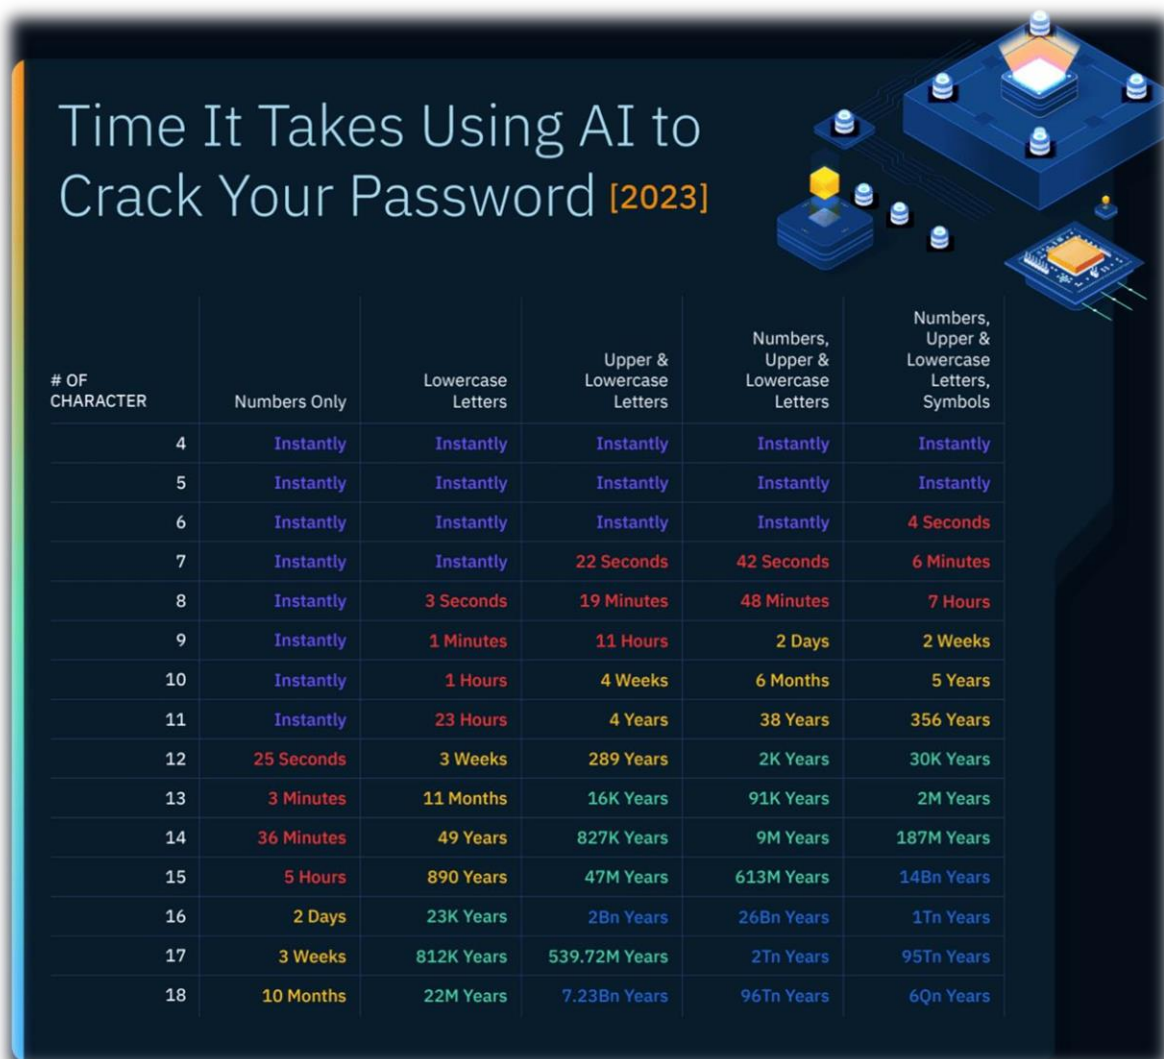 Time It Takes Using AI to
Crack Your Password [2023]
# OF CHARACTER Numbers Only Lowercase Letters Upper & Lowercase Letters Numbers, Upper & Lowercase Letters Numbers, Upper & Lowercase Letters, Symbols
4 Instantly Instantly Instantly Instantly Instantly
5 Instantly Instantly Instantly Instantly Instantly
6 Instantly Instantly Instantly Instantly 4 Seconds
7 Instantly Instantly 22 Seconds 42 Seconds 6 Minutes
8 Instantly 3 Seconds 19 Minutes 48 Minutes 7 Hours
9 Instantly 1 Minutes 11 Hours 2 Days 2 Weeks
10 Instantly 1 Hours 4 Weeks 6 Months 5 Years
11 Instantly 23 Hours 4 Years 38 Years 356 Years
12 25 Seconds 3 Weeks 289 Years 2K Years 30K Years
13 3 Minutes 11 Months 16K Years 91K Years 2M Years
14 36 Minutes 49 Years 827K Years 9M Years 187M Years
15 5 Hours 890 Years 47M Years 613M Years 14Bn Years
16 2 Days 23K Years 2Bn Years 26Bn Years 1Tn Years
17 3 Weeks 812K Years 539.72M Years 2Tn Years 95Tn Years
18 10 Months 22M Years 7.23Bn Years 96Tn Years 6Qn Years